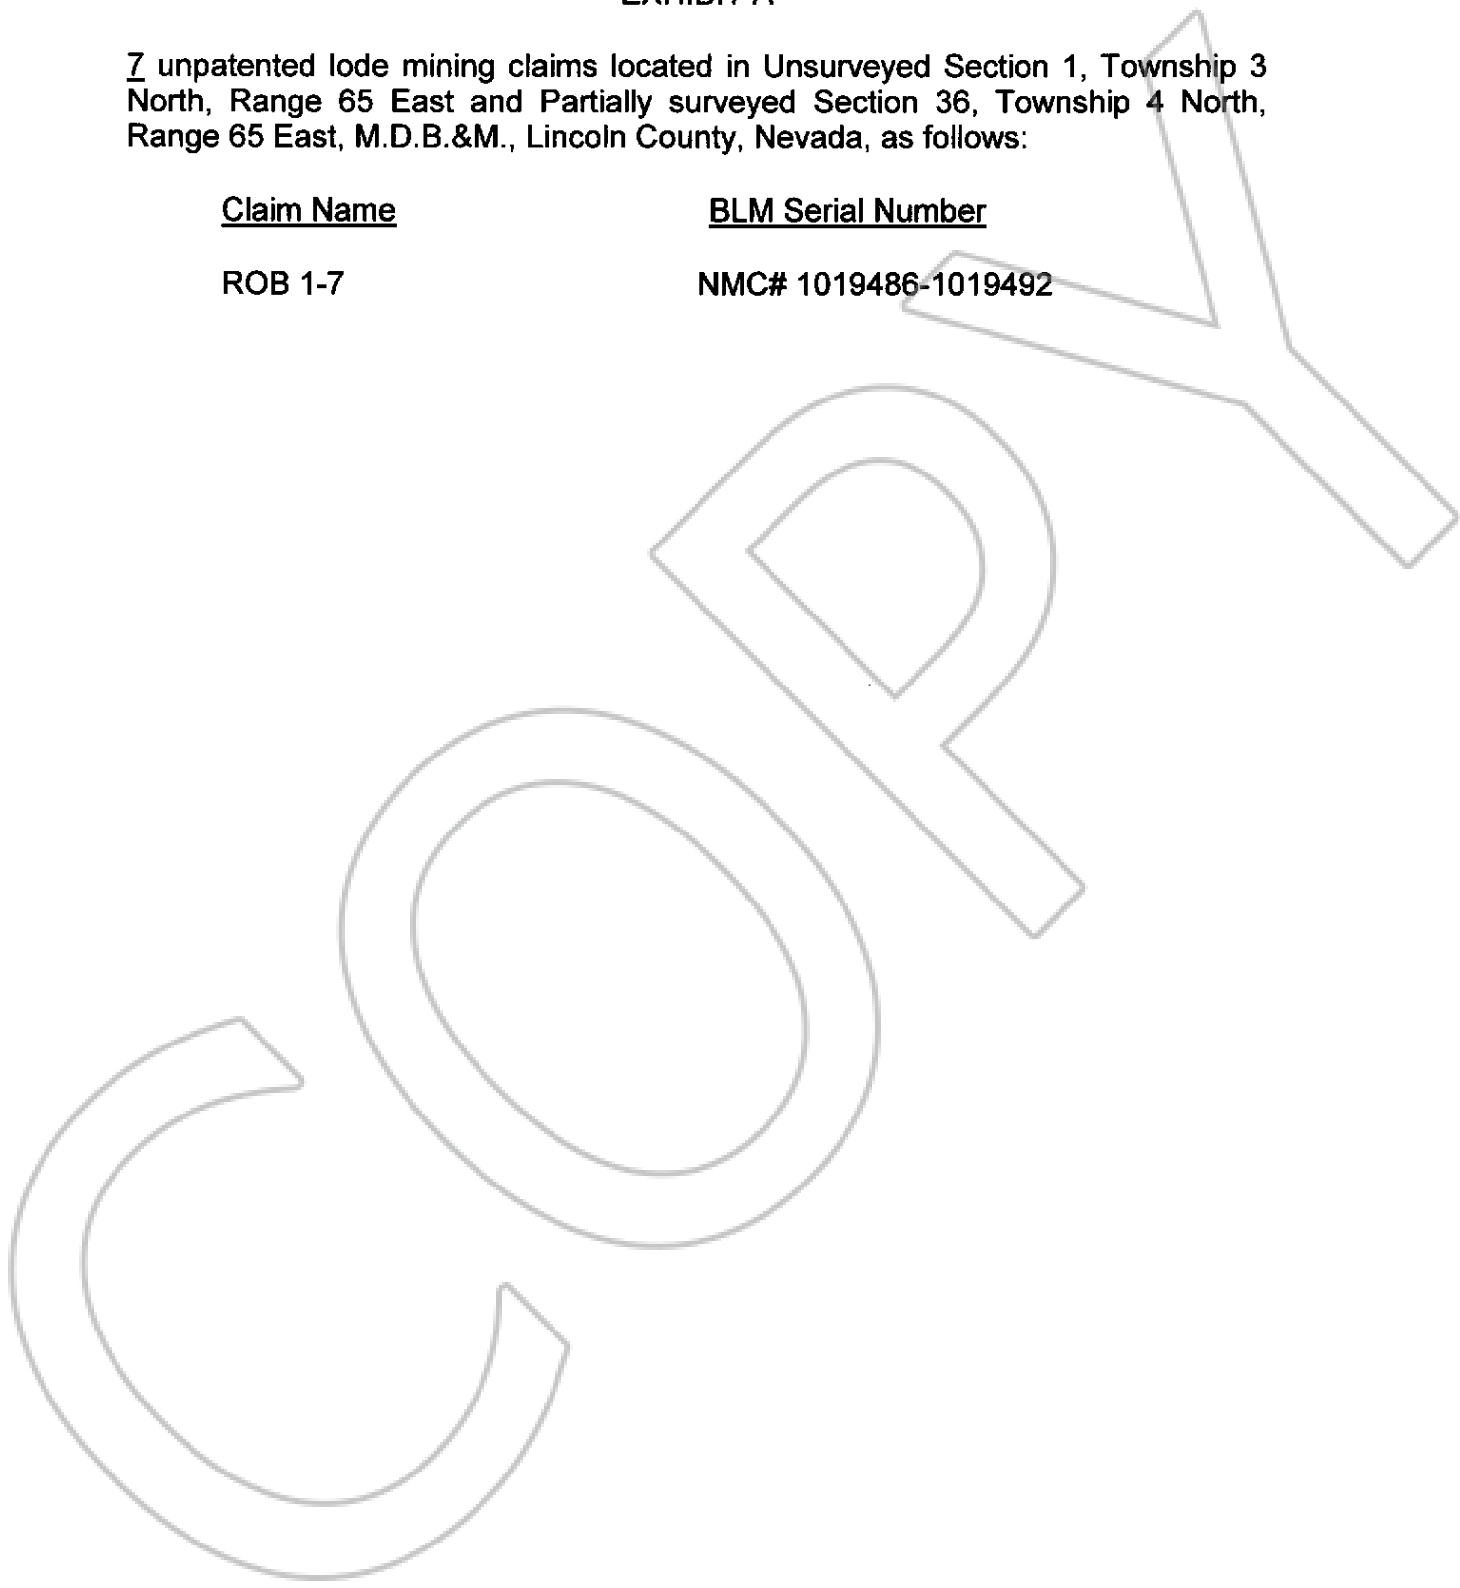 EXHIBIT A
7 unpatented lode mining claims located in Unsurveyed Section 1, Township 3
North, Range 65 East and Partially surveyed Section 36, Township 4 North,
Range 65 East, M.D.B.&M., Lincoln County, Nevada, as follows:
Claim Name BLM Serial Number
ROB 1-7 NMC# 1019486-1019492
COPY